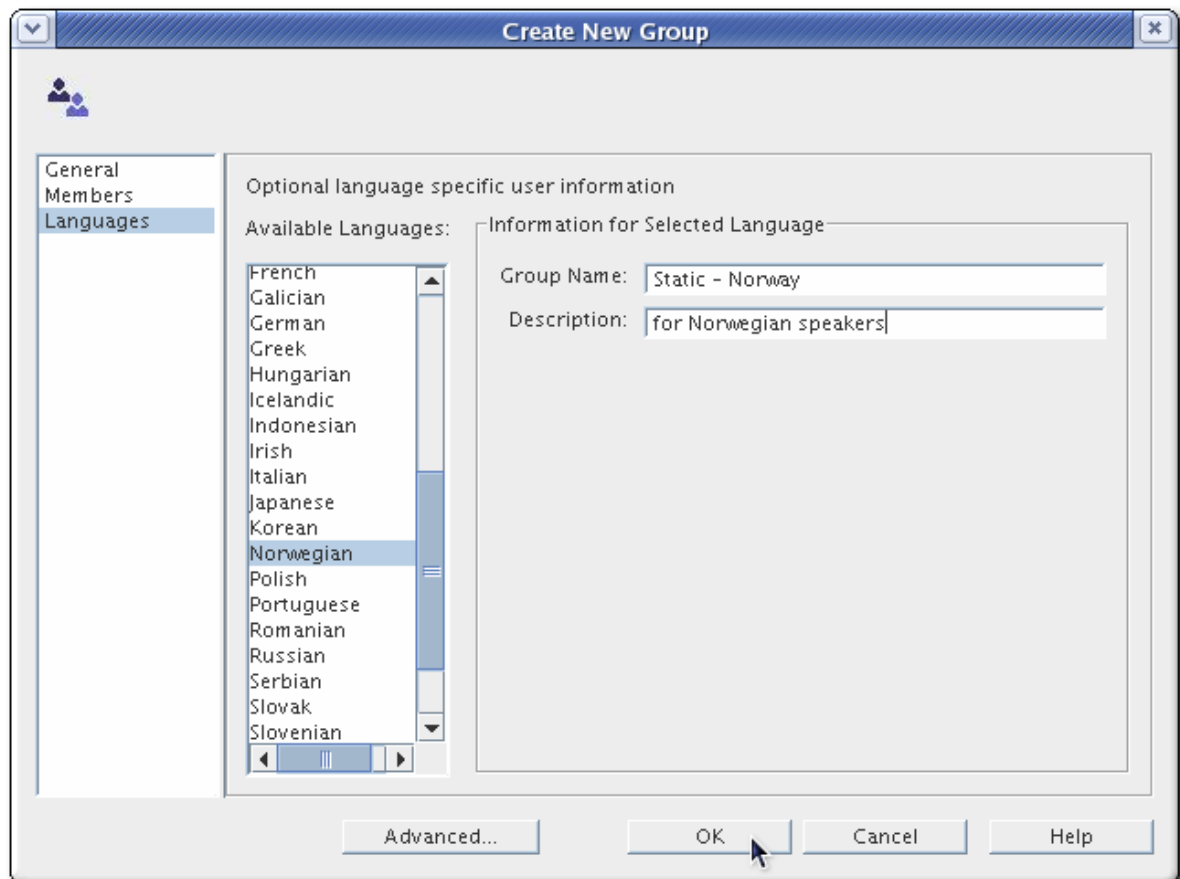 Create New Group
General
Members
Languages
Optional language specific user information
Available Languages:
French
Galician
German
Greek
Hungarian
Icelandic
Indonesian
Irish
Italian
Japanese
Korean
Norwegian
Polish
Portuguese
Romanian
Russian
Serbian
Slovak
Slovenian
Information for Selected Language
Group Name: Static - Norway
Description: for Norwegian speakers
Advanced... OK Cancel Help